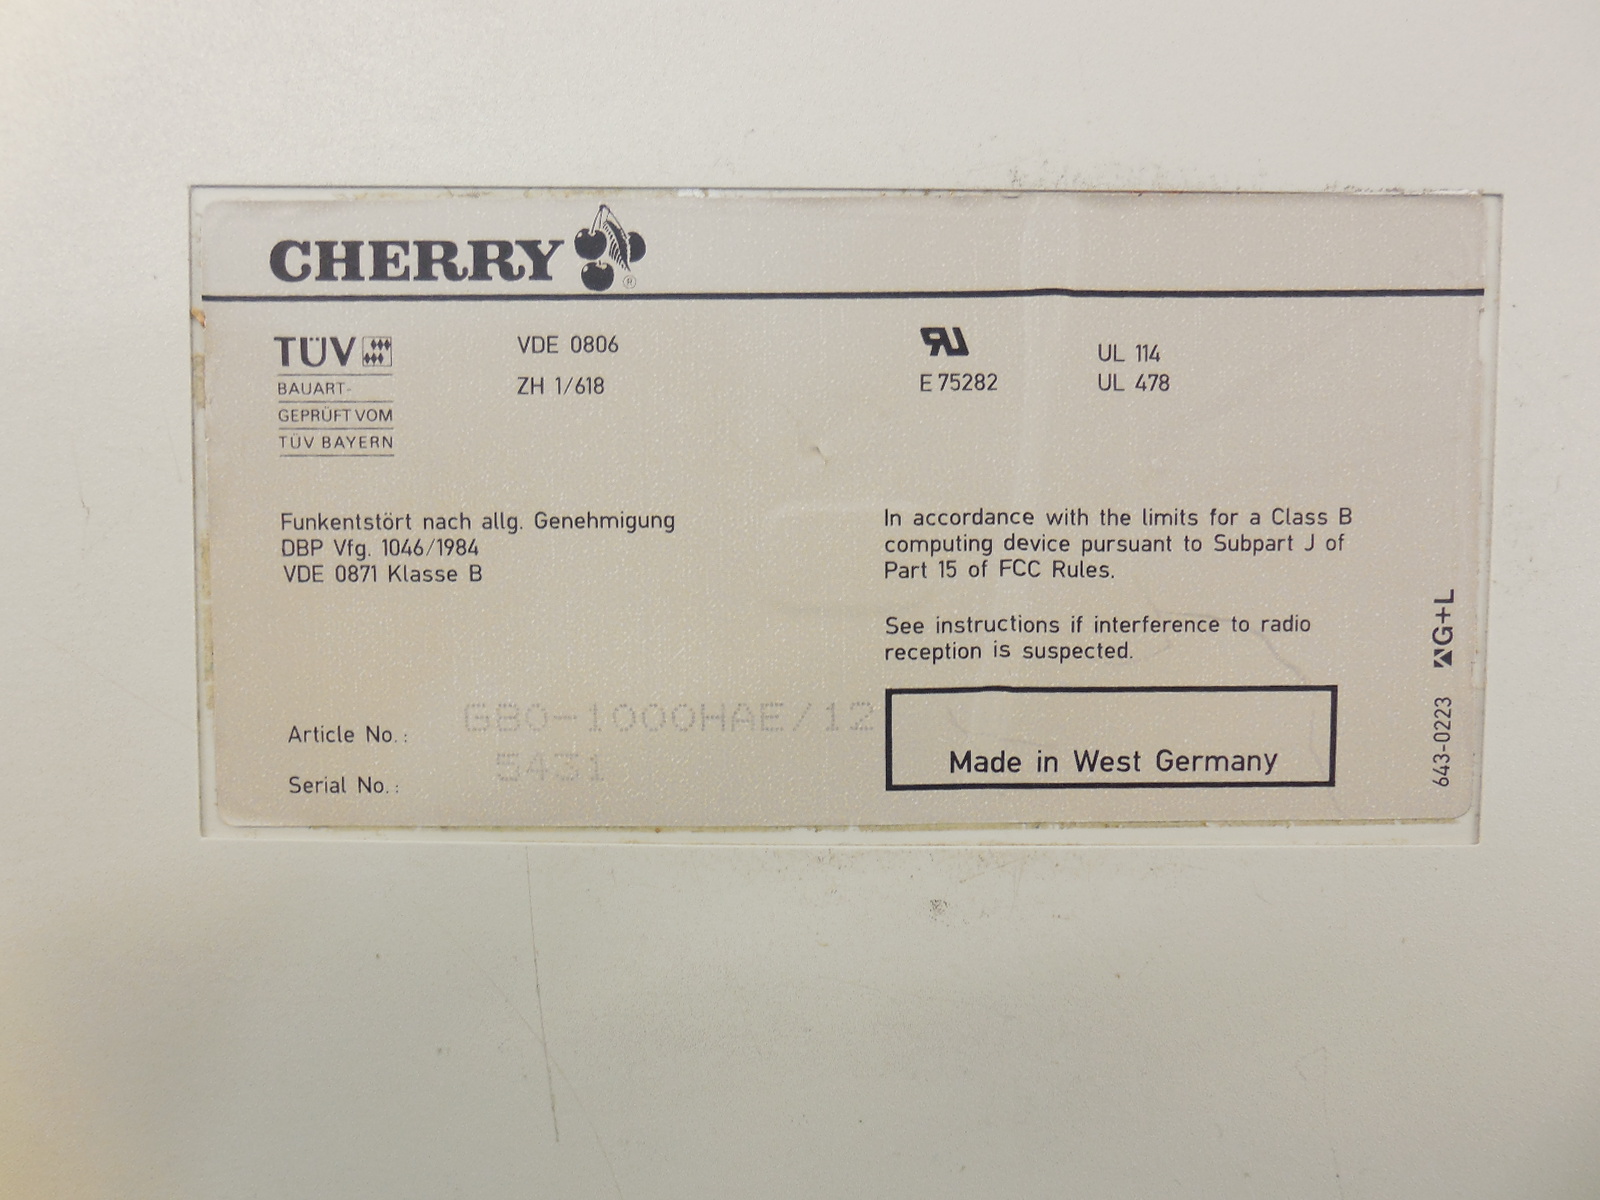 CHERRY
®
TÜV
BAUART-
GEPRÜFT VOM
TÜV BAYERN
VDE 0806
ZH 1/618
E 75282
UL 114
UL 478
Funkentstört nach allg. Genehmigung
DBP Vfg. 1046/1984
VDE 0871 Klasse B
In accordance with the limits for a Class B
computing device pursuant to Subpart J of
Part 15 of FCC Rules.
See instructions if interference to radio
reception is suspected.
Article No.: G80-1000HAE/12
Serial No.: 5431
Made in West Germany
643-0223 G+L